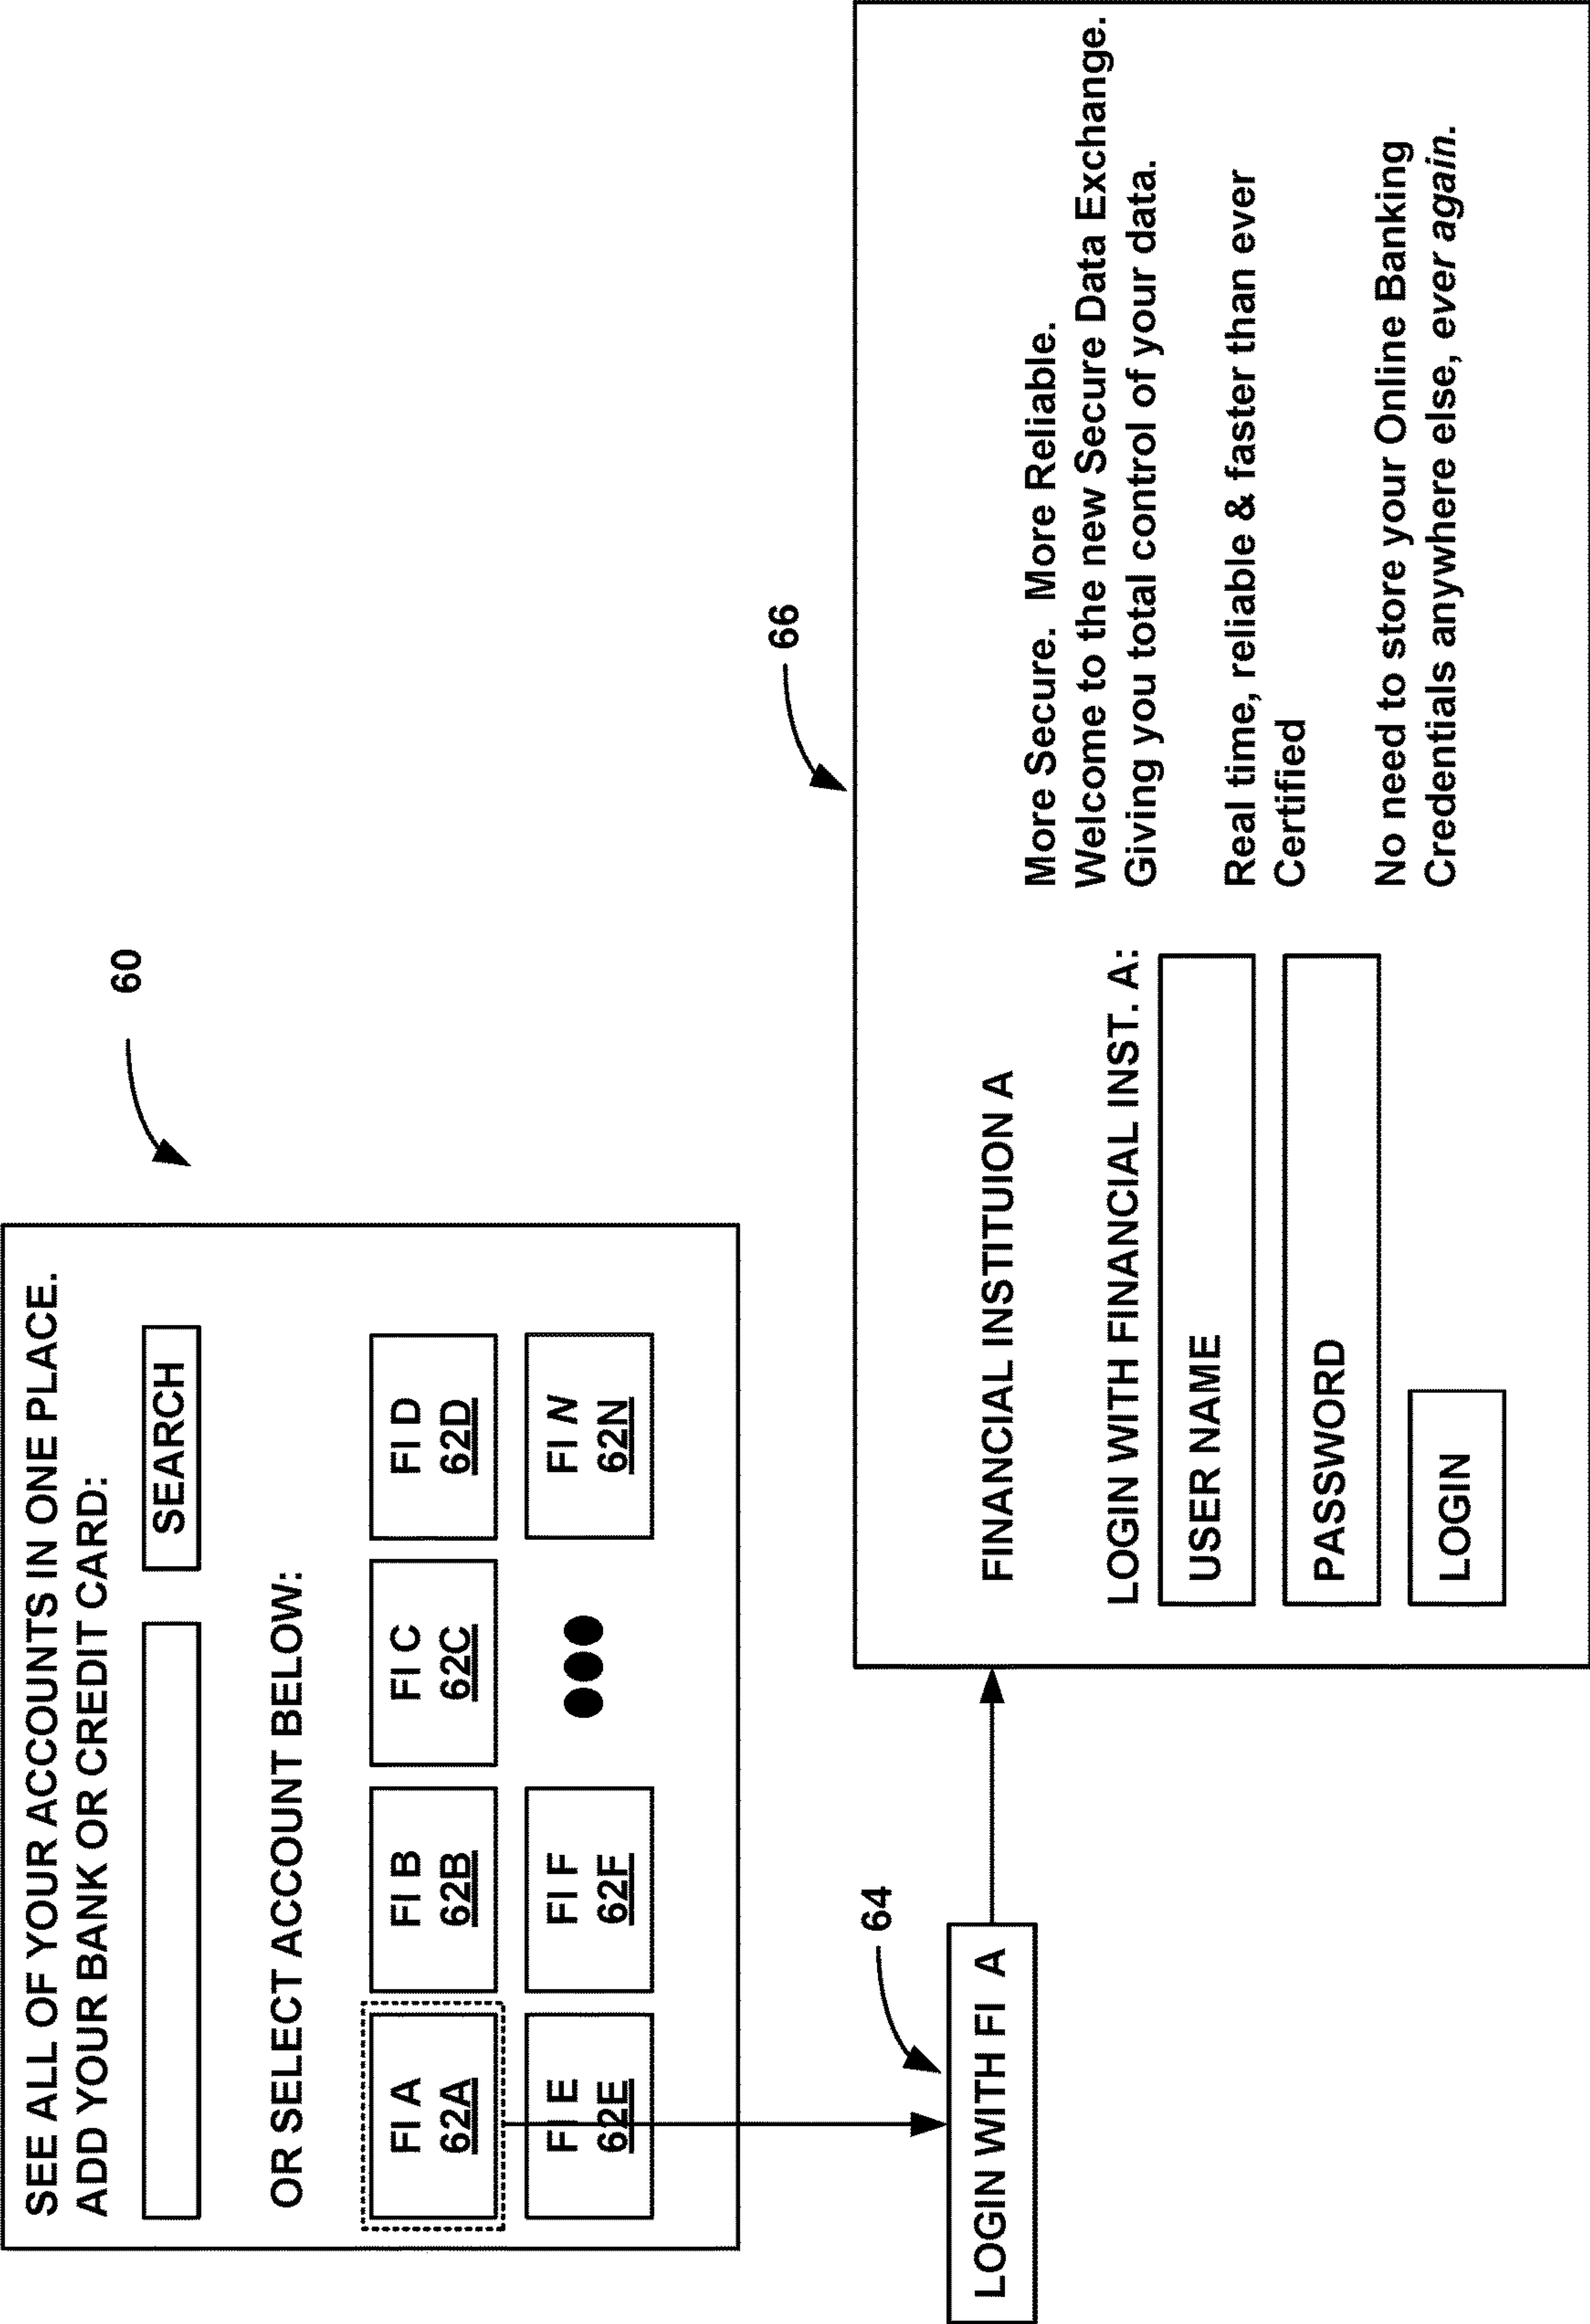 60
SEE ALL OF YOUR ACCOUNTS IN ONE PLACE.
ADD YOUR BANK OR CREDIT CARD:
SEARCH
OR SELECT ACCOUNT BELOW:
FI A
62A
FI B
62B
FI C
62C
FI D
62D
FI E
62E
FI F
62F
FI N
62N
64
LOGIN WITH FI A
66
FINANCIAL INSTITUION A
LOGIN WITH FINANCIAL INST. A:
USER NAME
PASSWORD
LOGIN
More Secure. More Reliable.
Welcome to the new Secure Data Exchange.
Giving you total control of your data.
Real time, reliable & faster than ever
Certified
No need to store your Online Banking
Credentials anywhere else, ever again.